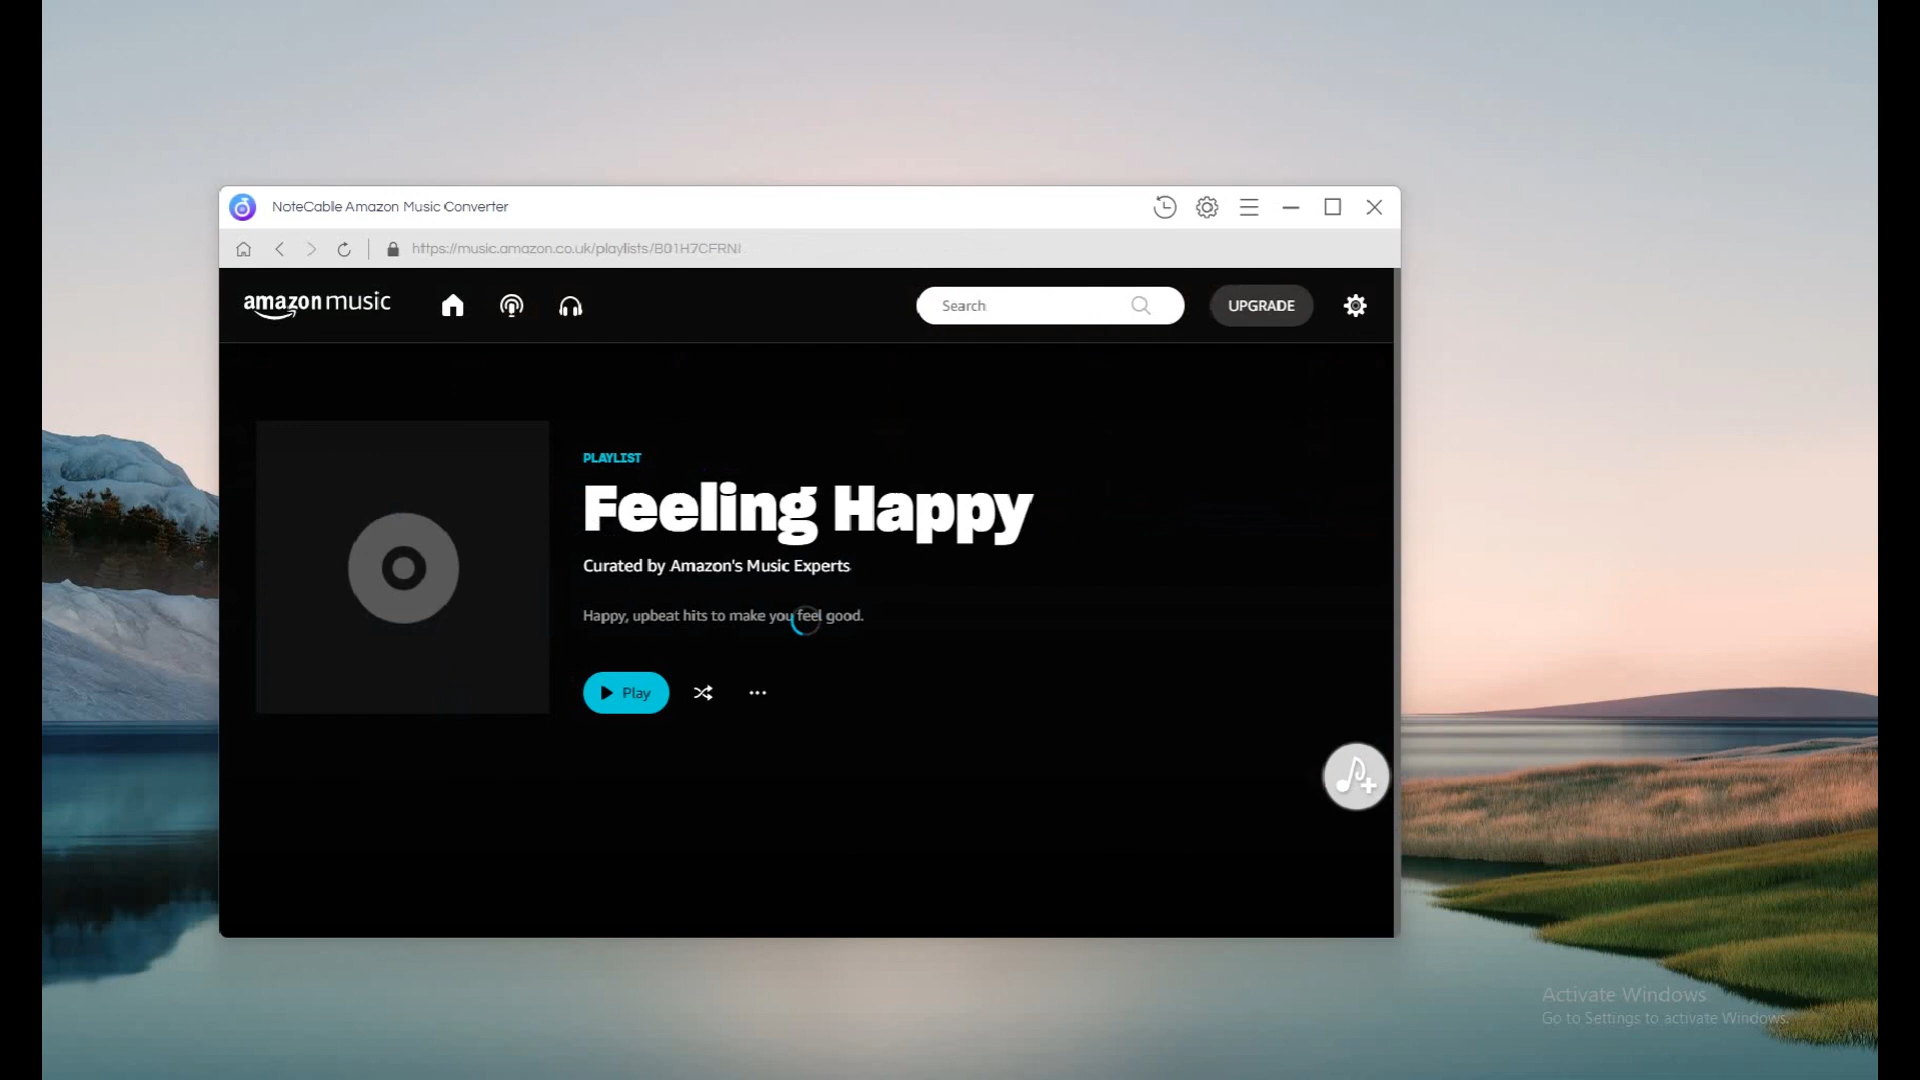 NoteCable Amazon Music Converter
https://music.amazon.co.uk/playlists/B01H7CFRNJ
amazon music
Search
UPGRADE
PLAYLIST
Feeling Happy
Curated by Amazon's Music Experts
Happy, upbeat hits to make you feel good.
Play
Activate Windows
Go to Settings to activate Windows.